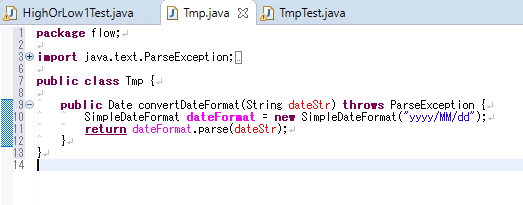 HighOrLow1Test.java Tmp.java TmpTest.java
1 package flow;
2
3 import java.text.ParseException;
6
7 public class Tmp {
8
9 public Date convertDateFormat(String dateStr) throws ParseException {
10 SimpleDateFormat dateFormat = new SimpleDateFormat("yyyy/MM/dd");
11 return dateFormat.parse(dateStr);
12 }
13 }
14